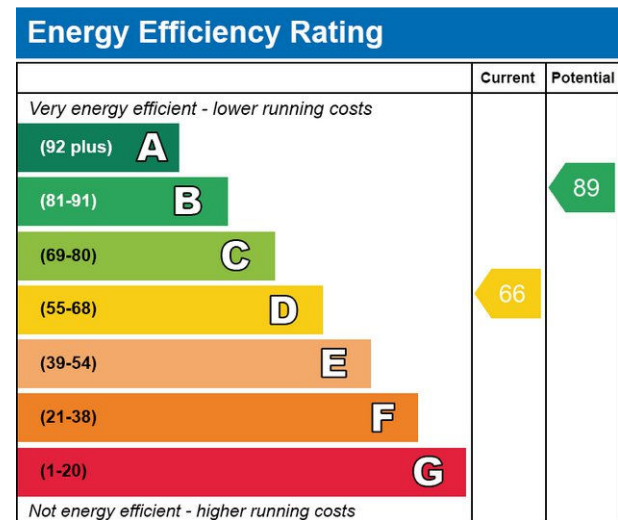 Energy Efficiency Rating
Current Potential
Very energy efficient - lower running costs
(92 plus) A
(81-91) B
89
(69-80) C
(55-68) D
66
(39-54) E
(21-38) F
(1-20) G
Not energy efficient - higher running costs